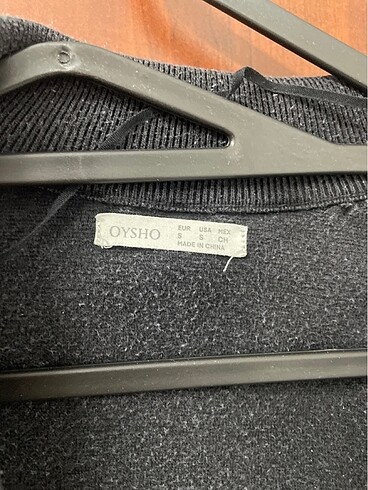 OYSHO
EUR USA MEX
S S CH
MADE IN CHINA